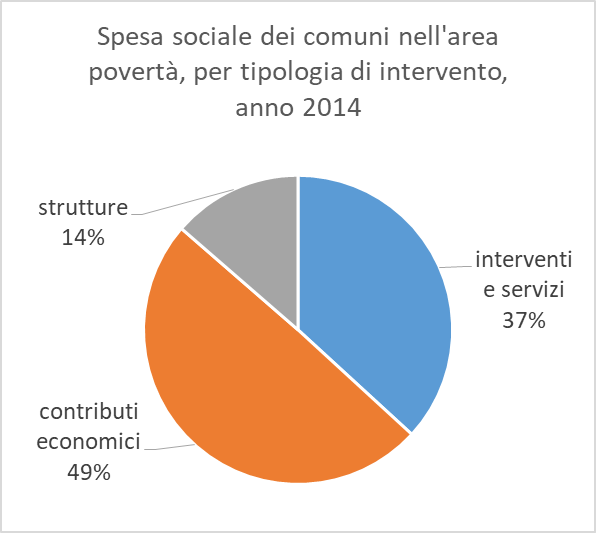 Spesa sociale dei comuni nell'area
povertà, per tipologia di intervento,
anno 2014
strutture
14%
interventi
e servizi
37%
contributi
economici
49%